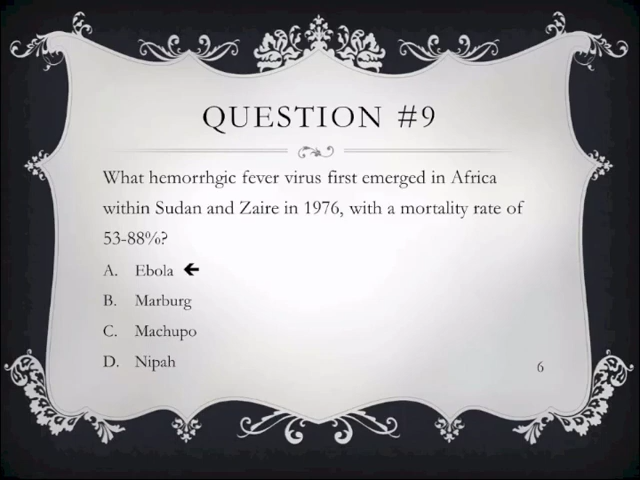 QUESTION #9
What hemorrhgic fever virus first emerged in Africa
within Sudan and Zaire in 1976, with a mortality rate of
53-88%?
A. Ebola 🡸
B. Marburg
C. Machupo
D. Nipah
6